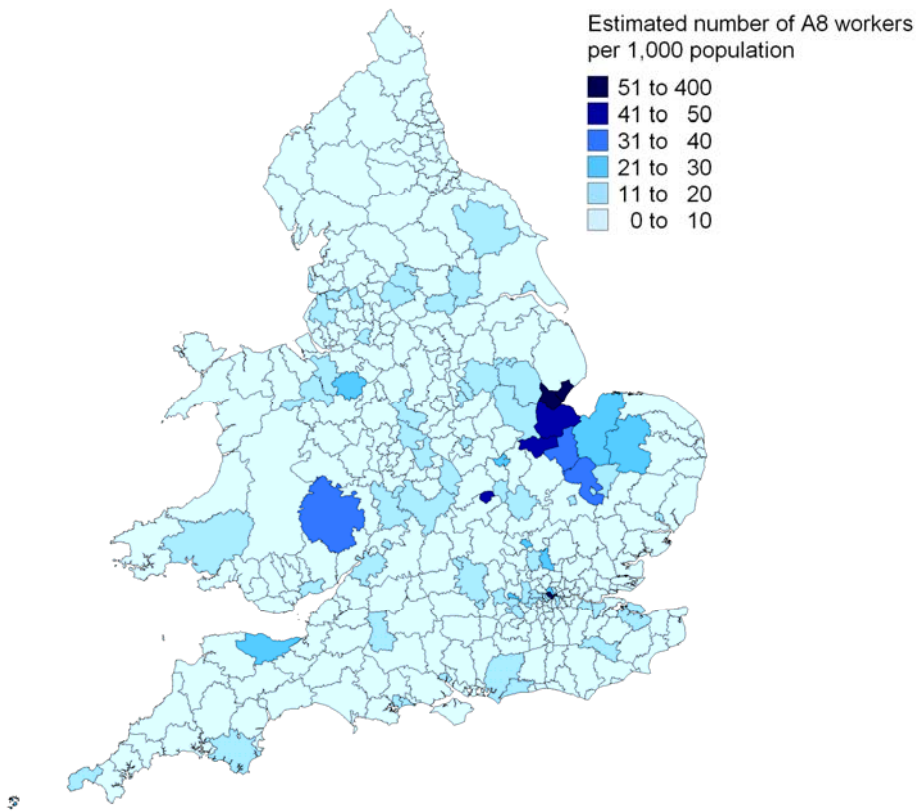 Estimated number of A8 workers
per 1,000 population
51 to 400
41 to 50
31 to 40
21 to 30
11 to 20
0 to 10